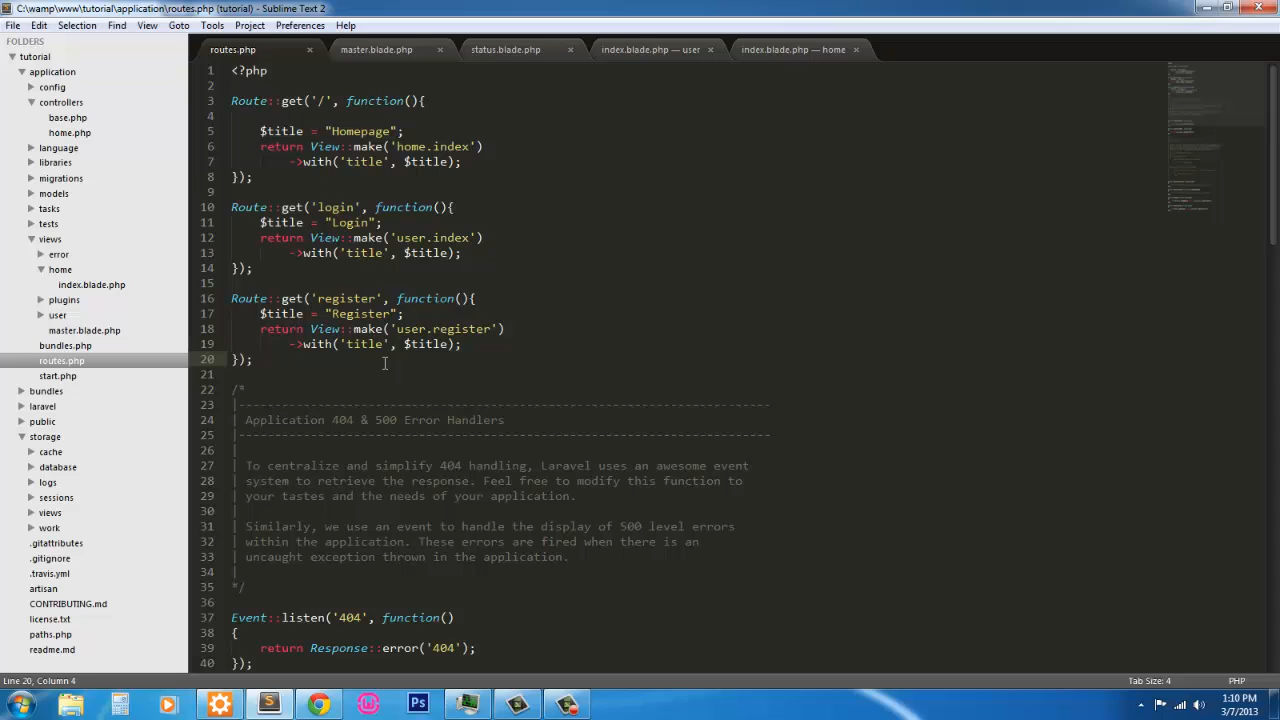 C:\wamp\www\tutorial\application\routes.php (tutorial) - Sublime Text 2
File Edit Selection Find View Goto Tools Project Preferences Help
FOLDERS
tutorial
application
config
controllers
base.php
home.php
language
libraries
migrations
models
tasks
tests
views
error
home
index.blade.php
plugins
user
master.blade.php
bundles.php
routes.php
start.php
bundles
laravel
public
storage
cache
database
logs
sessions
views
work
.gitattributes
.gitignore
.travis.yml
artisan
CONTRIBUTING.md
license.txt
paths.php
readme.md
routes.php master.blade.php status.blade.php index.blade.php — user index.blade.php — home
1 <?php
2
3 Route::get('/', function(){
4
5 $title = "Homepage";
6 return View::make('home.index')
7 ->with('title', $title);
8 });
9
10 Route::get('login', function(){
11 $title = "Login";
12 return View::make('user.index')
13 ->with('title', $title);
14 });
15
16 Route::get('register', function(){
17 $title = "Register";
18 return View::make('user.register')
19 ->with('title', $title);
20 });
21
22 /*
23 |--------------------------------------------------------------------------
24 | Application 404 & 500 Error Handlers
25 |--------------------------------------------------------------------------
26 |
27 | To centralize and simplify 404 handling, Laravel uses an awesome event
28 | system to retrieve the response. Feel free to modify this function to
29 | your tastes and the needs of your application.
30 |
31 | Similarly, we use an event to handle the display of 500 level errors
32 | within the application. These errors are fired when there is an
33 | uncaught exception thrown in the application.
34 |
35 */
36
37 Event::listen('404', function()
38 {
39 return Response::error('404');
40 });
Line 20, Column 4 Tab Size: 4 PHP
S Ps 1:10 PM
3/7/2013